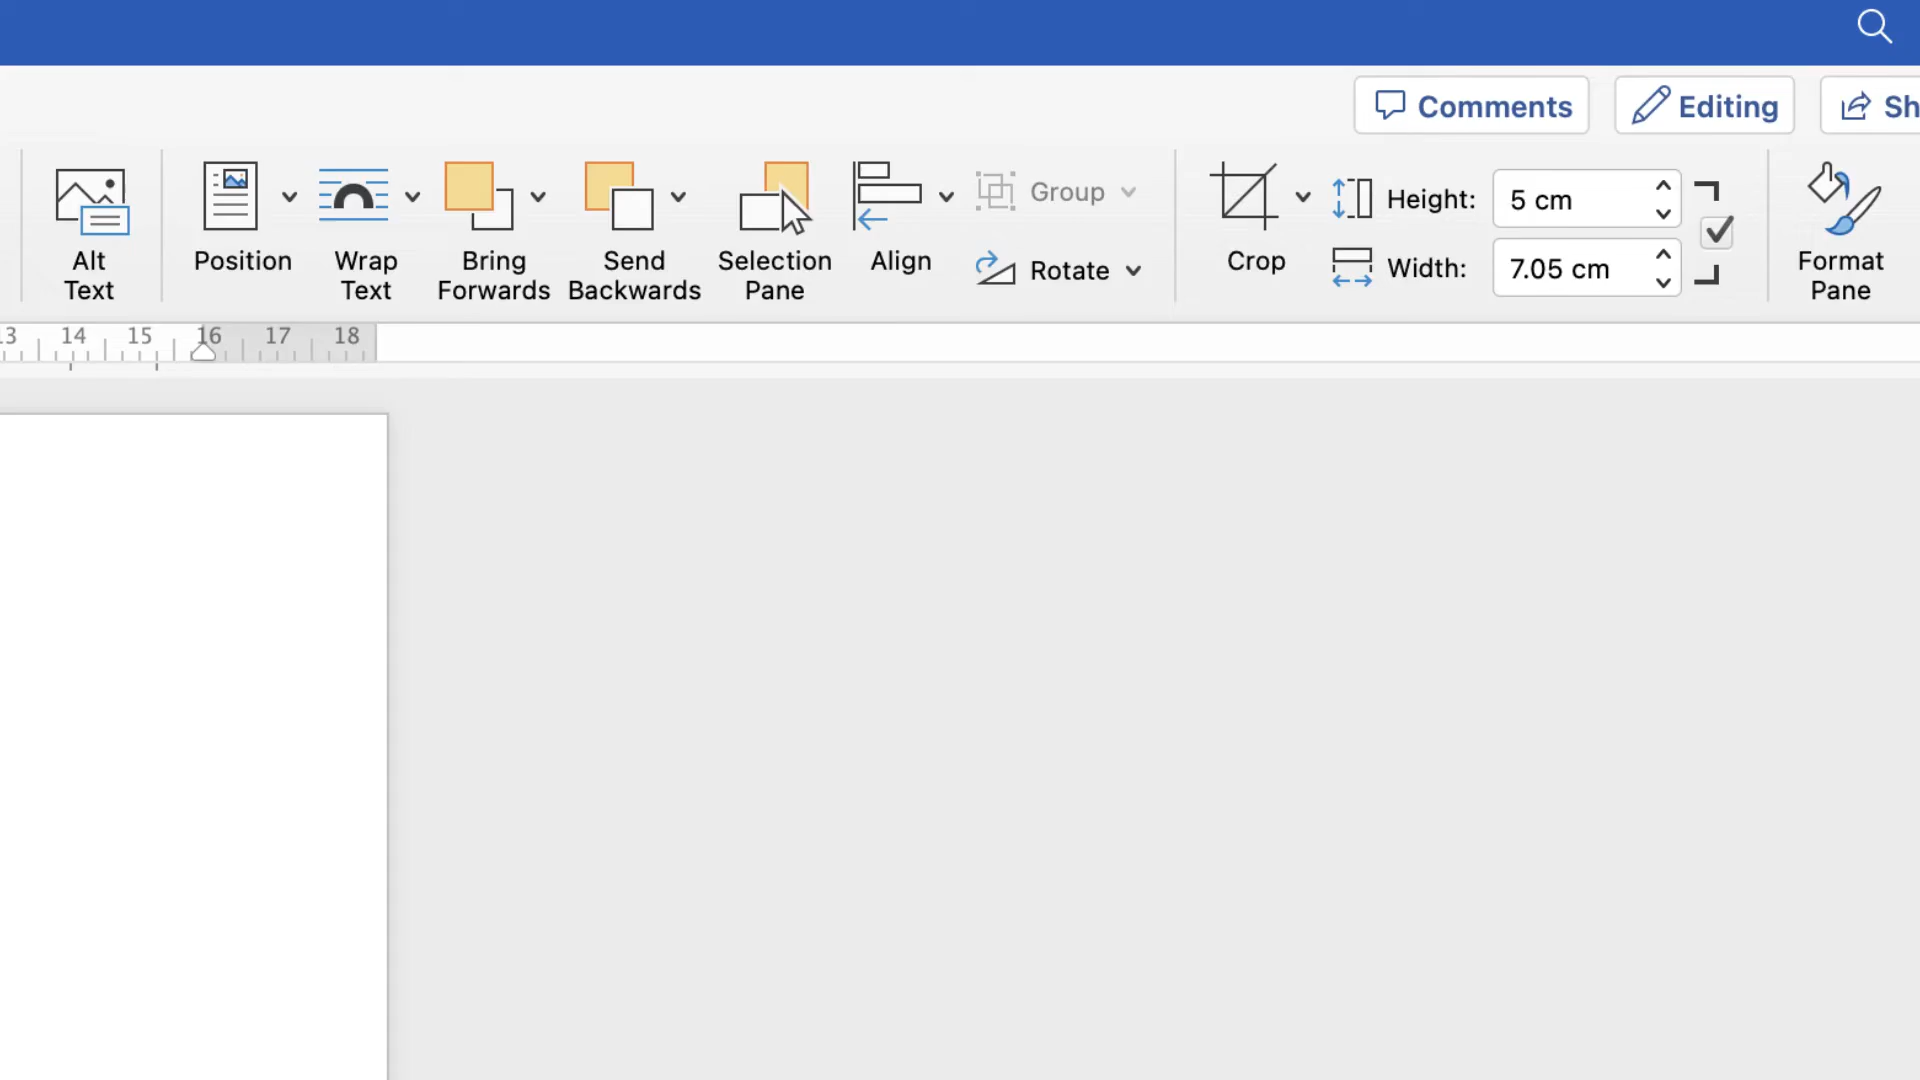 Comments Editing Sh
Group
Height: 5 cm
Alt Text
Position
Wrap Text
Bring Forwards
Send Backwards
Selection Pane
Align
Rotate
Crop
Width: 7.05 cm
Format Pane
13 14 15 16 17 18